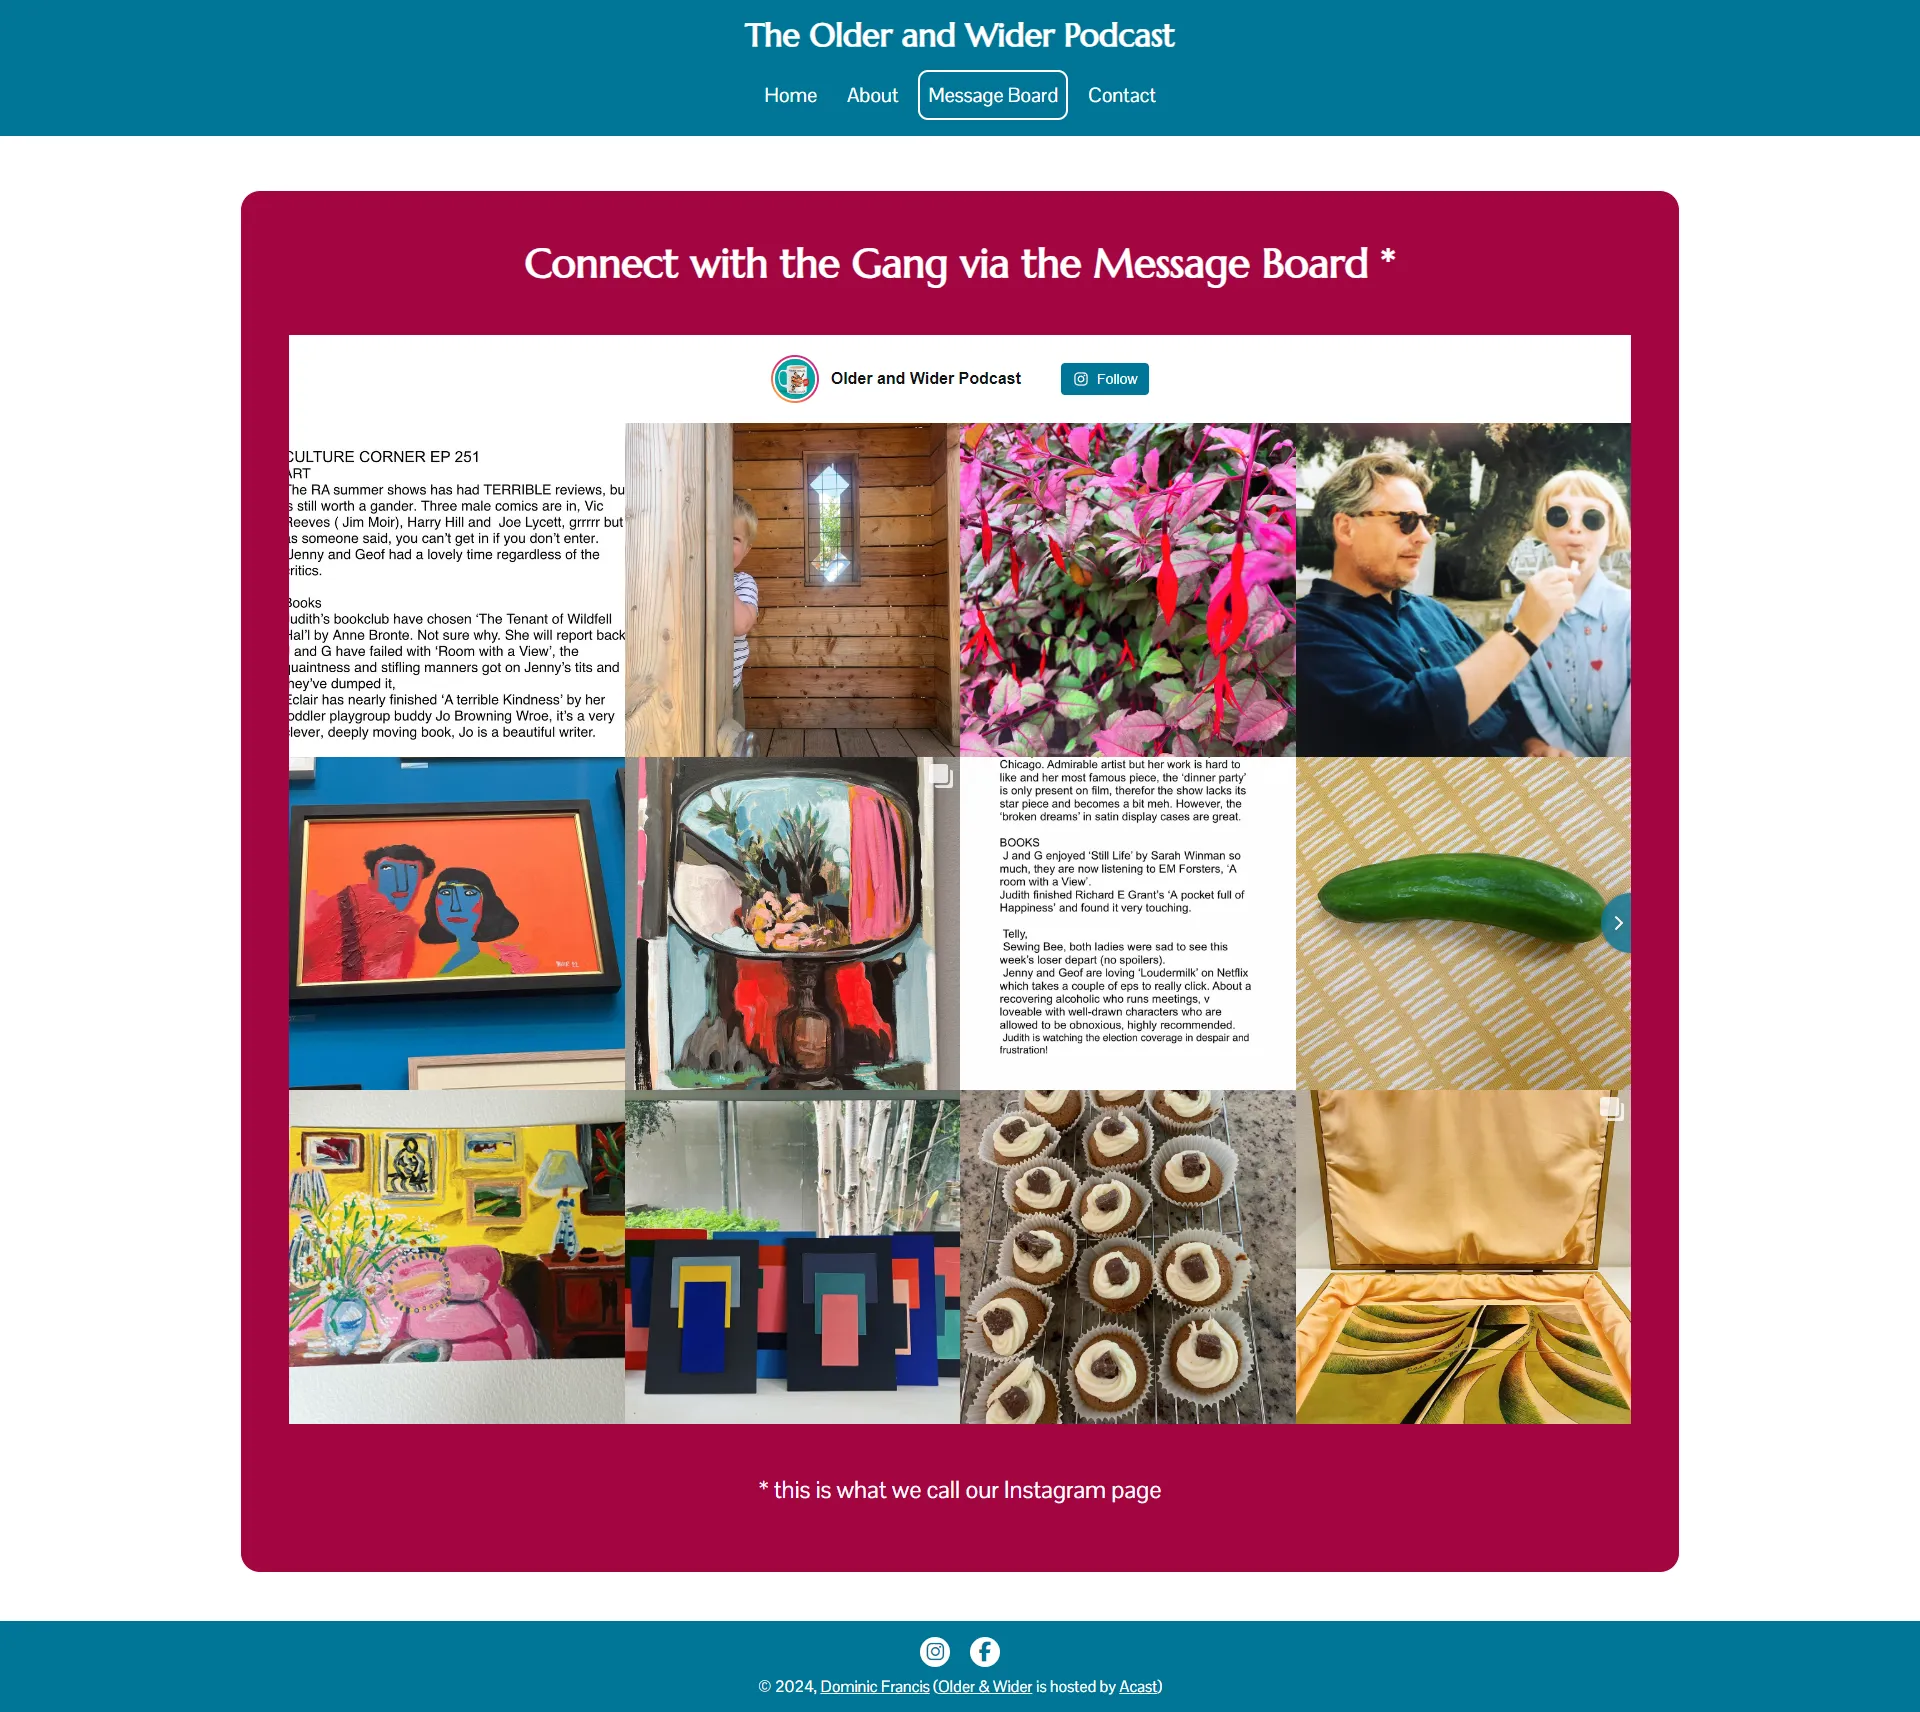 The Older and Wider Podcast
Home About Message Board Contact
Connect with the Gang via the Message Board *
Older and Wider Podcast Follow
CULTURE CORNER EP 251
ART
The RA summer shows has had TERRIBLE reviews, bu
s still worth a gander. Three male comics are in, Vic
Reeves ( Jim Moir), Harry Hill and Joe Lycett, grrrr but
as someone said, you can't get in if you don't enter.
Jenny and Geof had a lovely time regardless of the
critics.
Books
udith's bookclub have chosen ‘The Tenant of Wildfell
Hal’l by Anne Bronte. Not sure why. She will report back
and G have failed with ‘Room with a View’, the
quaintness and stifling manners got on Jenny’s tits and
hey’ve dumped it,
Eclair has nearly finished ‘A terrible Kindness’ by her
oddler playgroup buddy Jo Browning Wroe, it’s a very
clever, deeply moving book, Jo is a beautiful writer.
Chicago. Admirable artist but her work is hard to
like and her most famous piece, the ‘dinner party’
is only present on film, therefor the show lacks its
star piece and becomes a bit meh. However, the
‘broken dreams’ in satin display cases are great.
BOOKS
J and G enjoyed ‘Still Life’ by Sarah Winman so
much, they are now listening to EM Forsters, ‘A
room with a View’.
Judith finished Richard E Grant’s ‘A pocket full of
Happiness’ and found it very touching.
Telly,
Sewing Bee, both ladies were sad to see this
week’s loser depart (no spoilers).
Jenny and Geof are loving ‘Loudermilk’ on Netflix
which takes a couple of eps to really click. About a
recovering alcoholic who runs meetings, v
loveable with well-drawn characters who are
allowed to be obnoxious, highly recommended.
Judith is watching the election coverage in despair and
frustration!
* this is what we call our Instagram page
© 2024, Dominic Francis (Older & Wider is hosted by Acast)